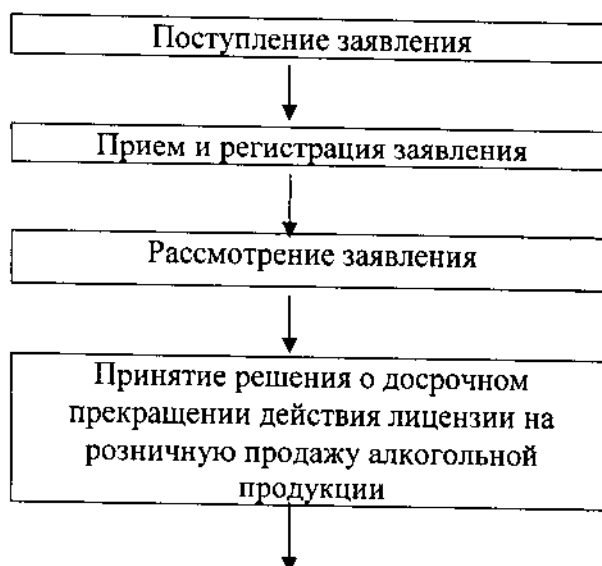 Поступление заявления
Прием и регистрация заявления
Рассмотрение заявления
Принятие решения о досрочном
прекращении действия лицензии на
розничную продажу алкогольной
продукции